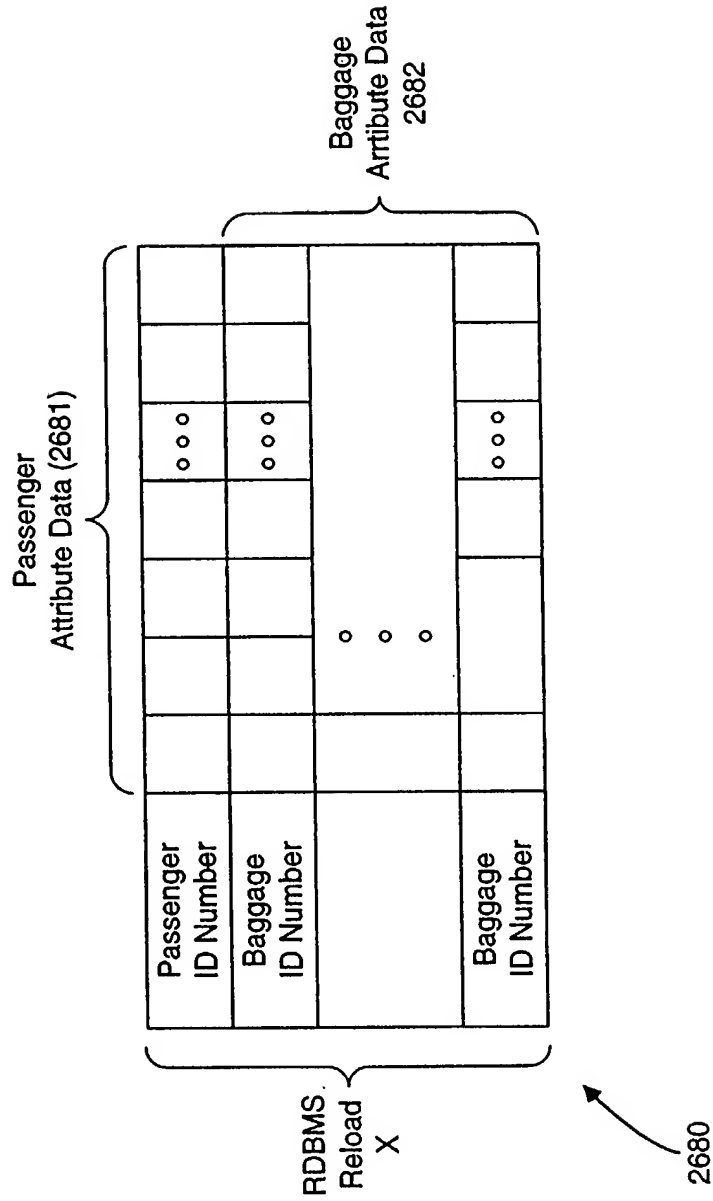 Passenger
Attribute Data (2681)
RDBMS.
Reload
X
Passenger
ID Number
Baggage
ID Number
Baggage
ID Number
Baggage
Arrtibute Data
2682
2680